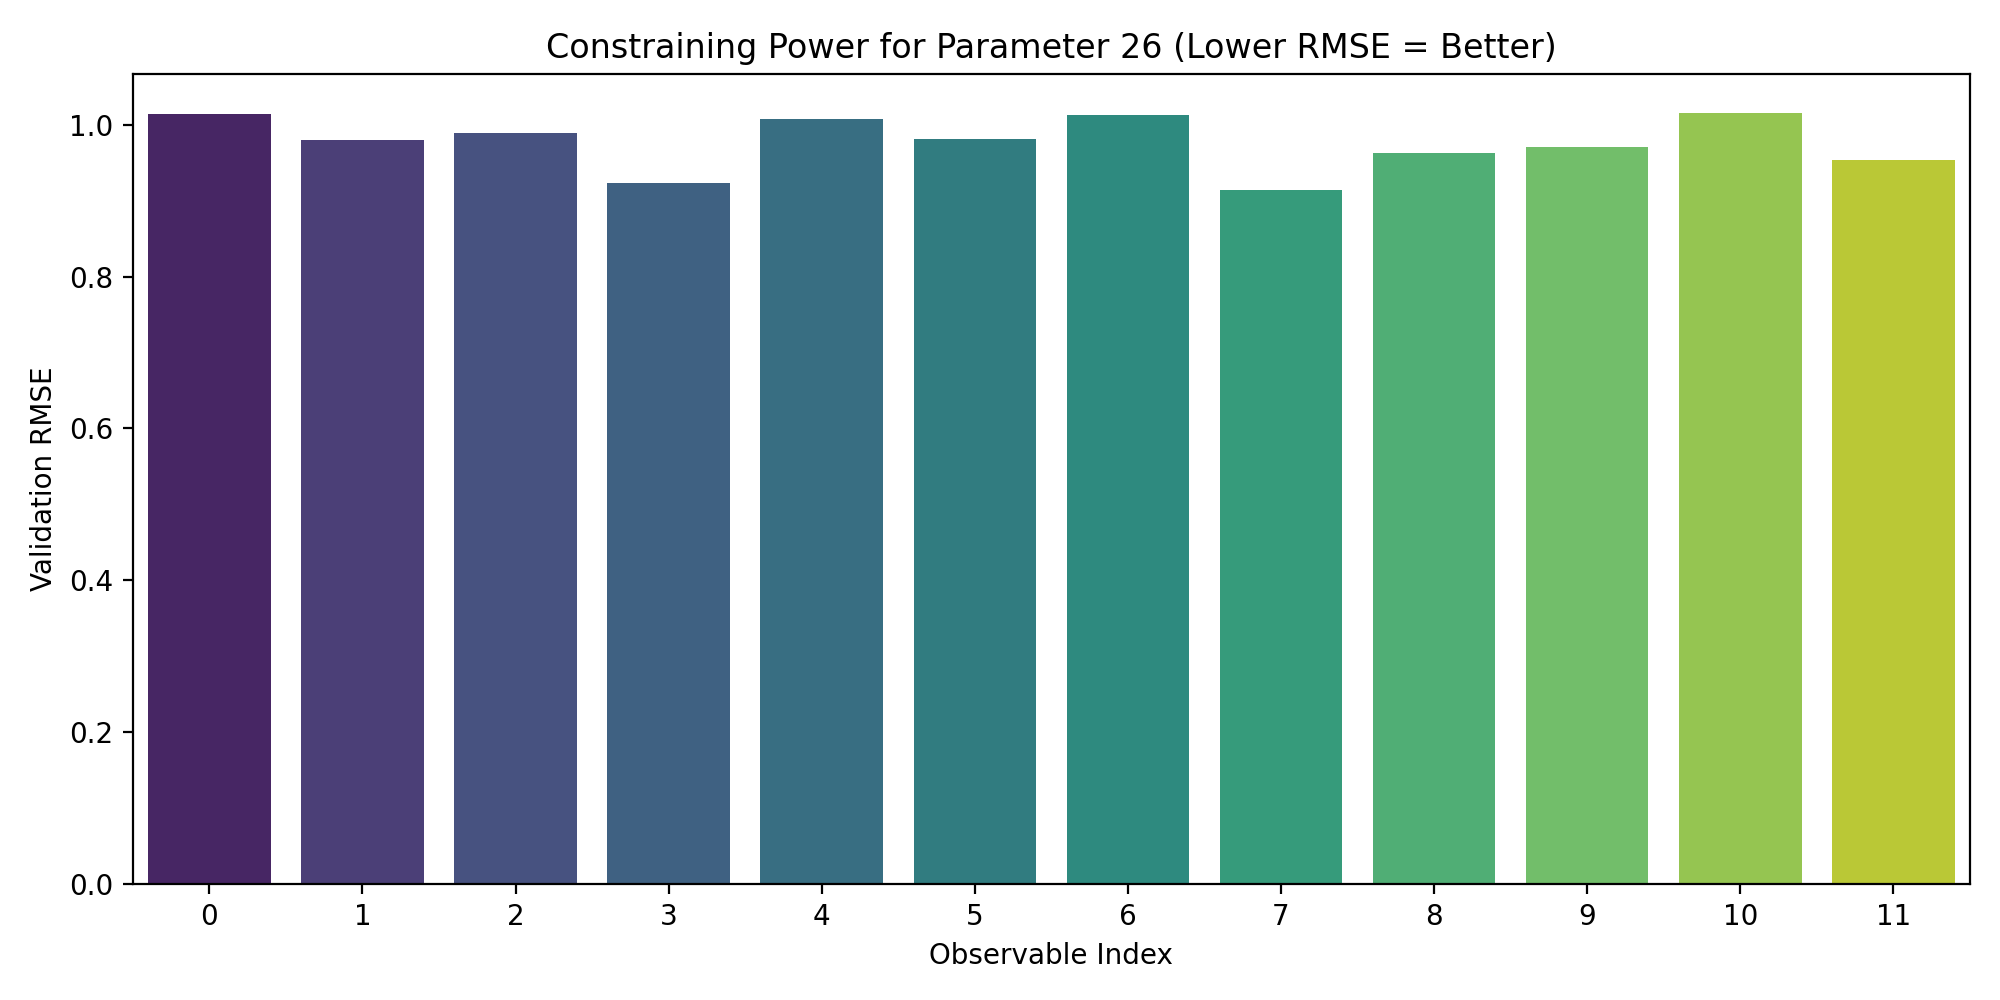 Constraining Power for Parameter 26 (Lower RMSE = Better)
Validation RMSE
1.0
0.8
0.6
0.4
0.2
0.0
0 1 2 3 4 5 6 7 8 9 10 11
Observable Index